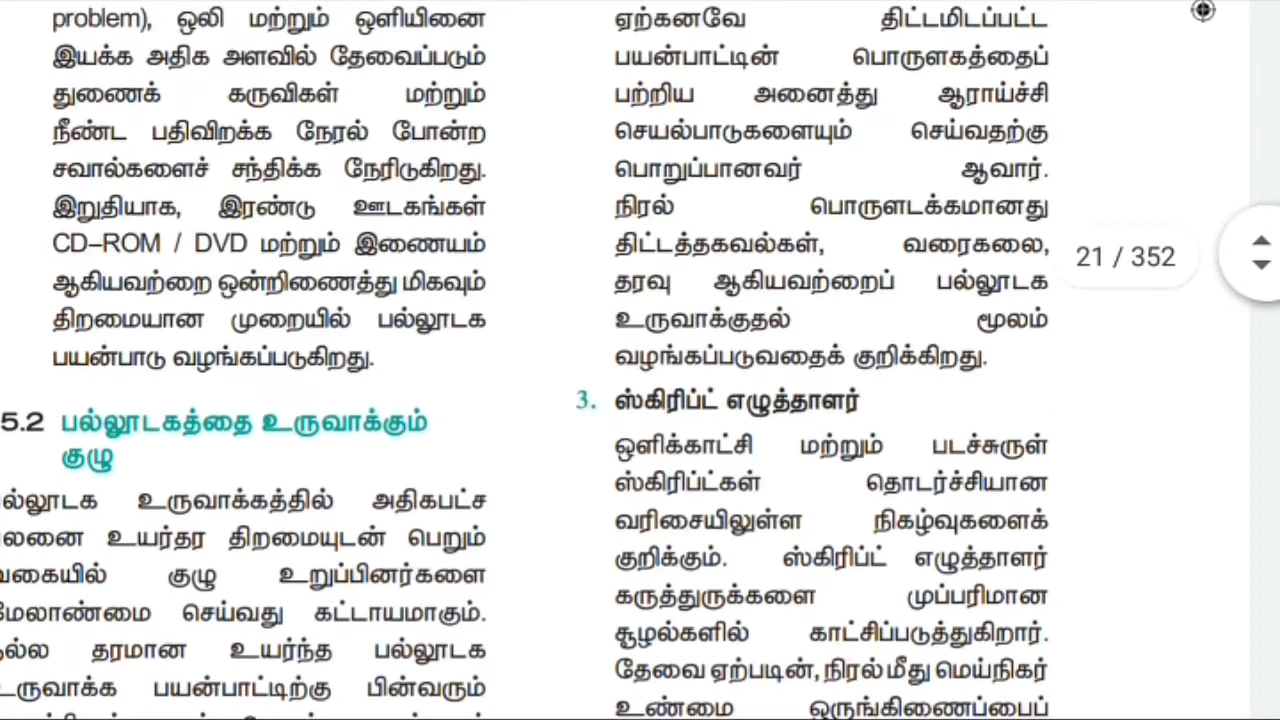 problem), ஒலி மற்றும் ஒளியினை
இயக்க அதிக அளவில் தேவைப்படும்
துணைக் கருவிகள் மற்றும்
நீண்ட பதிவிறக்க நேரல் போன்ற
சவால்களைச் சந்திக்க நேரிடுகிறது.
இறுதியாக, இரண்டு ஊடகங்கள்
CD–ROM / DVD மற்றும் இணையம்
ஆகியவற்றை ஒன்றிணைத்து மிகவும்
திறமையான முறையில் பல்லூடக
பயன்பாடு வழங்கப்படுகிறது.
5.2 பல்லூடகத்தை உருவாக்கும்
குழு
ல்லூடக உருவாக்கத்தில் அதிகபட்ச
லனை உயர்தர திறமையுடன் பெறும்
வகையில் குழு உறுப்பினர்களை
மேலாண்மை செய்வது கட்டாயமாகும்.
நல்ல தரமான உயர்ந்த பல்லூடக
உருவாக்க பயன்பாட்டிற்கு பின்வரும்
ஏற்கனவே திட்டமிடப்பட்ட
பயன்பாட்டின் பொருளகத்தைப்
பற்றிய அனைத்து ஆராய்ச்சி
செயல்பாடுகளையும் செய்வதற்கு
பொறுப்பானவர் ஆவார்.
நிரல் பொருளடக்கமானது
திட்டத்தகவல்கள், வரைகலை,
தரவு ஆகியவற்றைப் பல்லூடக
உருவாக்குதல் மூலம்
வழங்கப்படுவதைக் குறிக்கிறது.
3. ஸ்கிரிப்ட் எழுத்தாளர்
ஒளிக்காட்சி மற்றும் படச்சுருள்
ஸ்கிரிப்ட்கள் தொடர்ச்சியான
வரிசையிலுள்ள நிகழ்வுகளைக்
குறிக்கும். ஸ்கிரிப்ட் எழுத்தாளர்
கருத்துருக்களை முப்பரிமான
சூழல்களில் காட்சிப்படுத்துகிறார்.
தேவை ஏற்படின், நிரல் மீது மெய்நிகர்
உண்மை ஒருங்கிணைப்பைப்
21 / 352